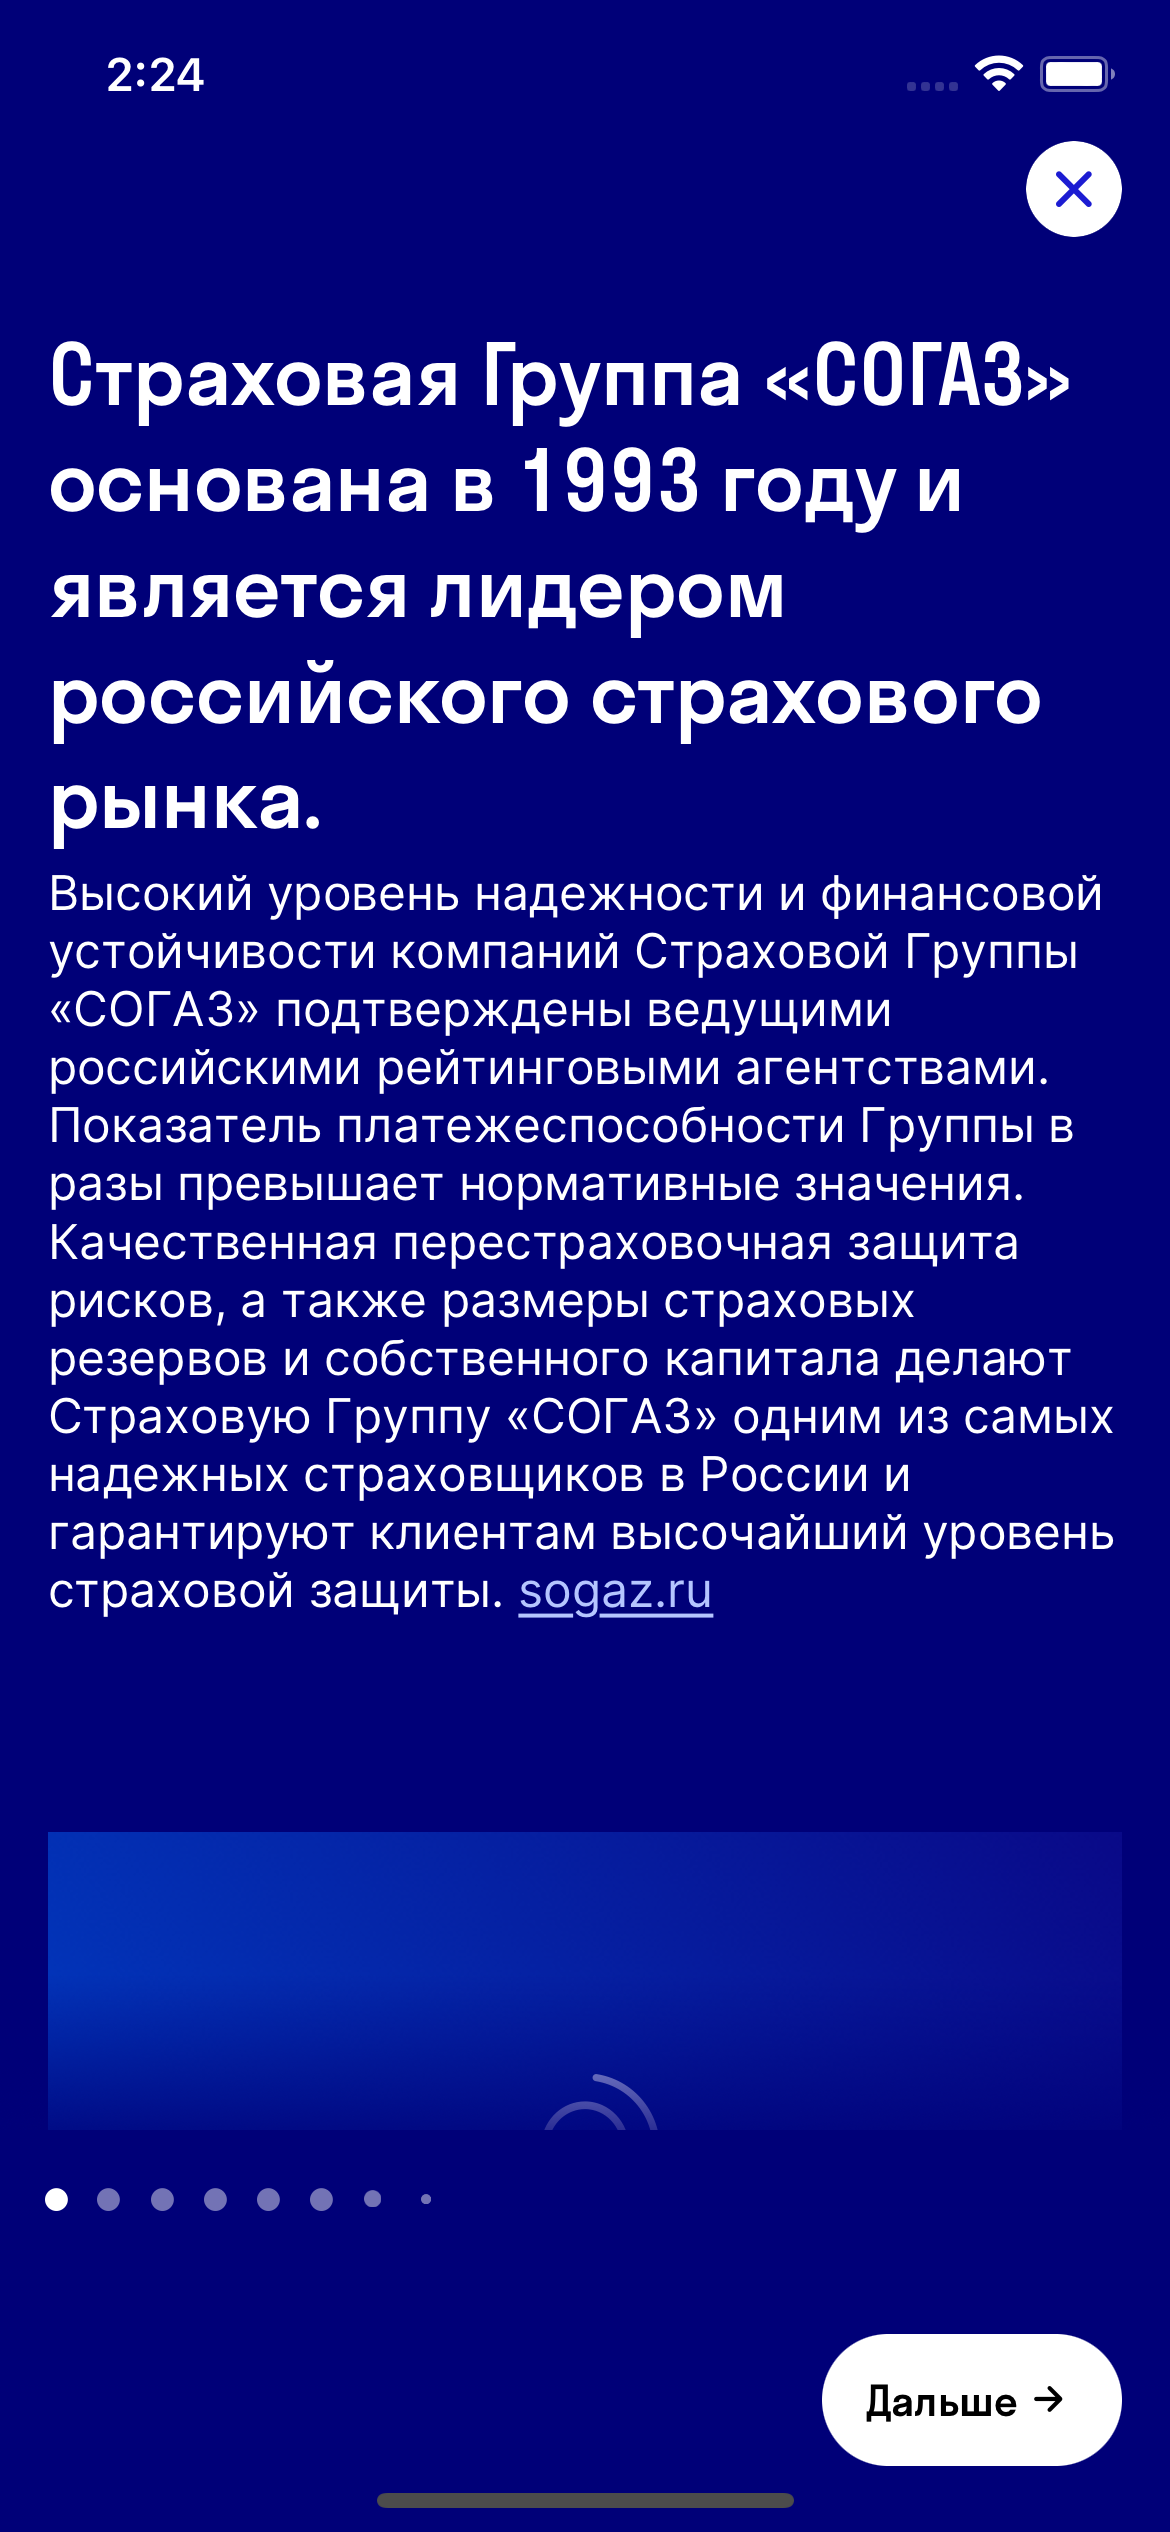 2:24
Страховая Группа «СОГАЗ»
основана в 1993 году и
является лидером
российского страхового
рынка.
Высокий уровень надежности и финансовой
устойчивости компаний Страховой Группы
«СОГАЗ» подтверждены ведущими
российскими рейтинговыми агентствами.
Показатель платежеспособности Группы в
разы превышает нормативные значения.
Качественная перестраховочная защита
рисков, а также размеры страховых
резервов и собственного капитала делают
Страховую Группу «СОГАЗ» одним из самых
надежных страховщиков в России и
гарантируют клиентам высочайший уровень
страховой защиты. sogaz.ru
Дальше →